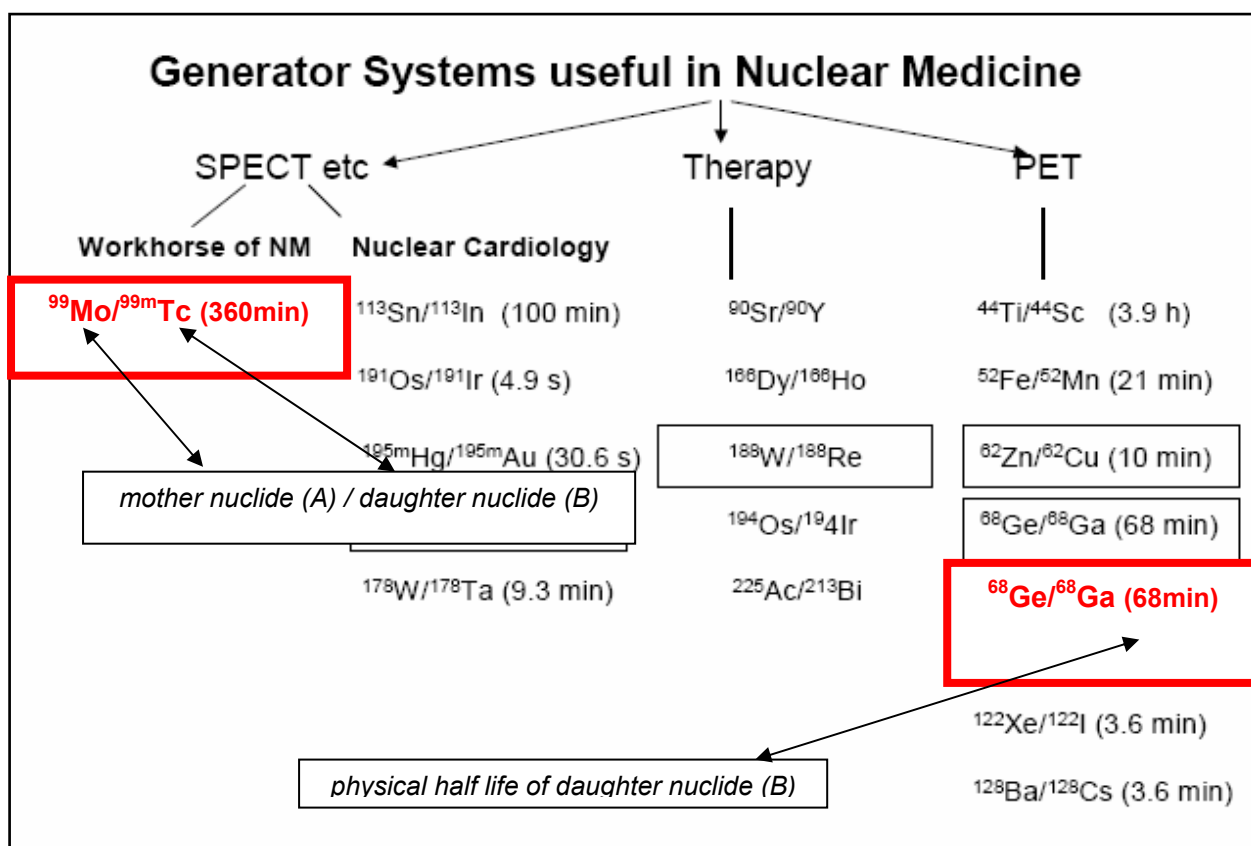 Generator Systems useful in Nuclear Medicine
SPECT etc
Therapy
PET
Workhorse of NM
Nuclear Cardiology
⁹⁹Mo/⁹⁹ᵐTc (360min)
¹¹³Sn/¹¹³In (100 min)
¹⁹¹Os/¹⁹¹Ir (4.9 s)
¹⁹⁵ᵐHg/¹⁹⁵ᵐAu (30.6 s)
mother nuclide (A) / daughter nuclide (B)
¹⁷⁸W/¹⁷⁸Ta (9.3 min)
⁹⁰Sr/⁹⁰Y
¹⁶⁶Dy/¹⁶⁶Ho
¹⁸⁸W/¹⁸⁸Re
¹⁹⁴Os/¹⁹4Ir
²²⁵Ac/²¹³Bi
⁴⁴Ti/⁴⁴Sc (3.9 h)
⁵²Fe/⁵²Mn (21 min)
⁶²Zn/⁶²Cu (10 min)
⁶⁸Ge/⁶⁸Ga (68 min)
⁶⁸Ge/⁶⁸Ga (68min)
¹²²Xe/¹²²I (3.6 min)
¹²⁸Ba/¹²⁸Cs (3.6 min)
physical half life of daughter nuclide (B)